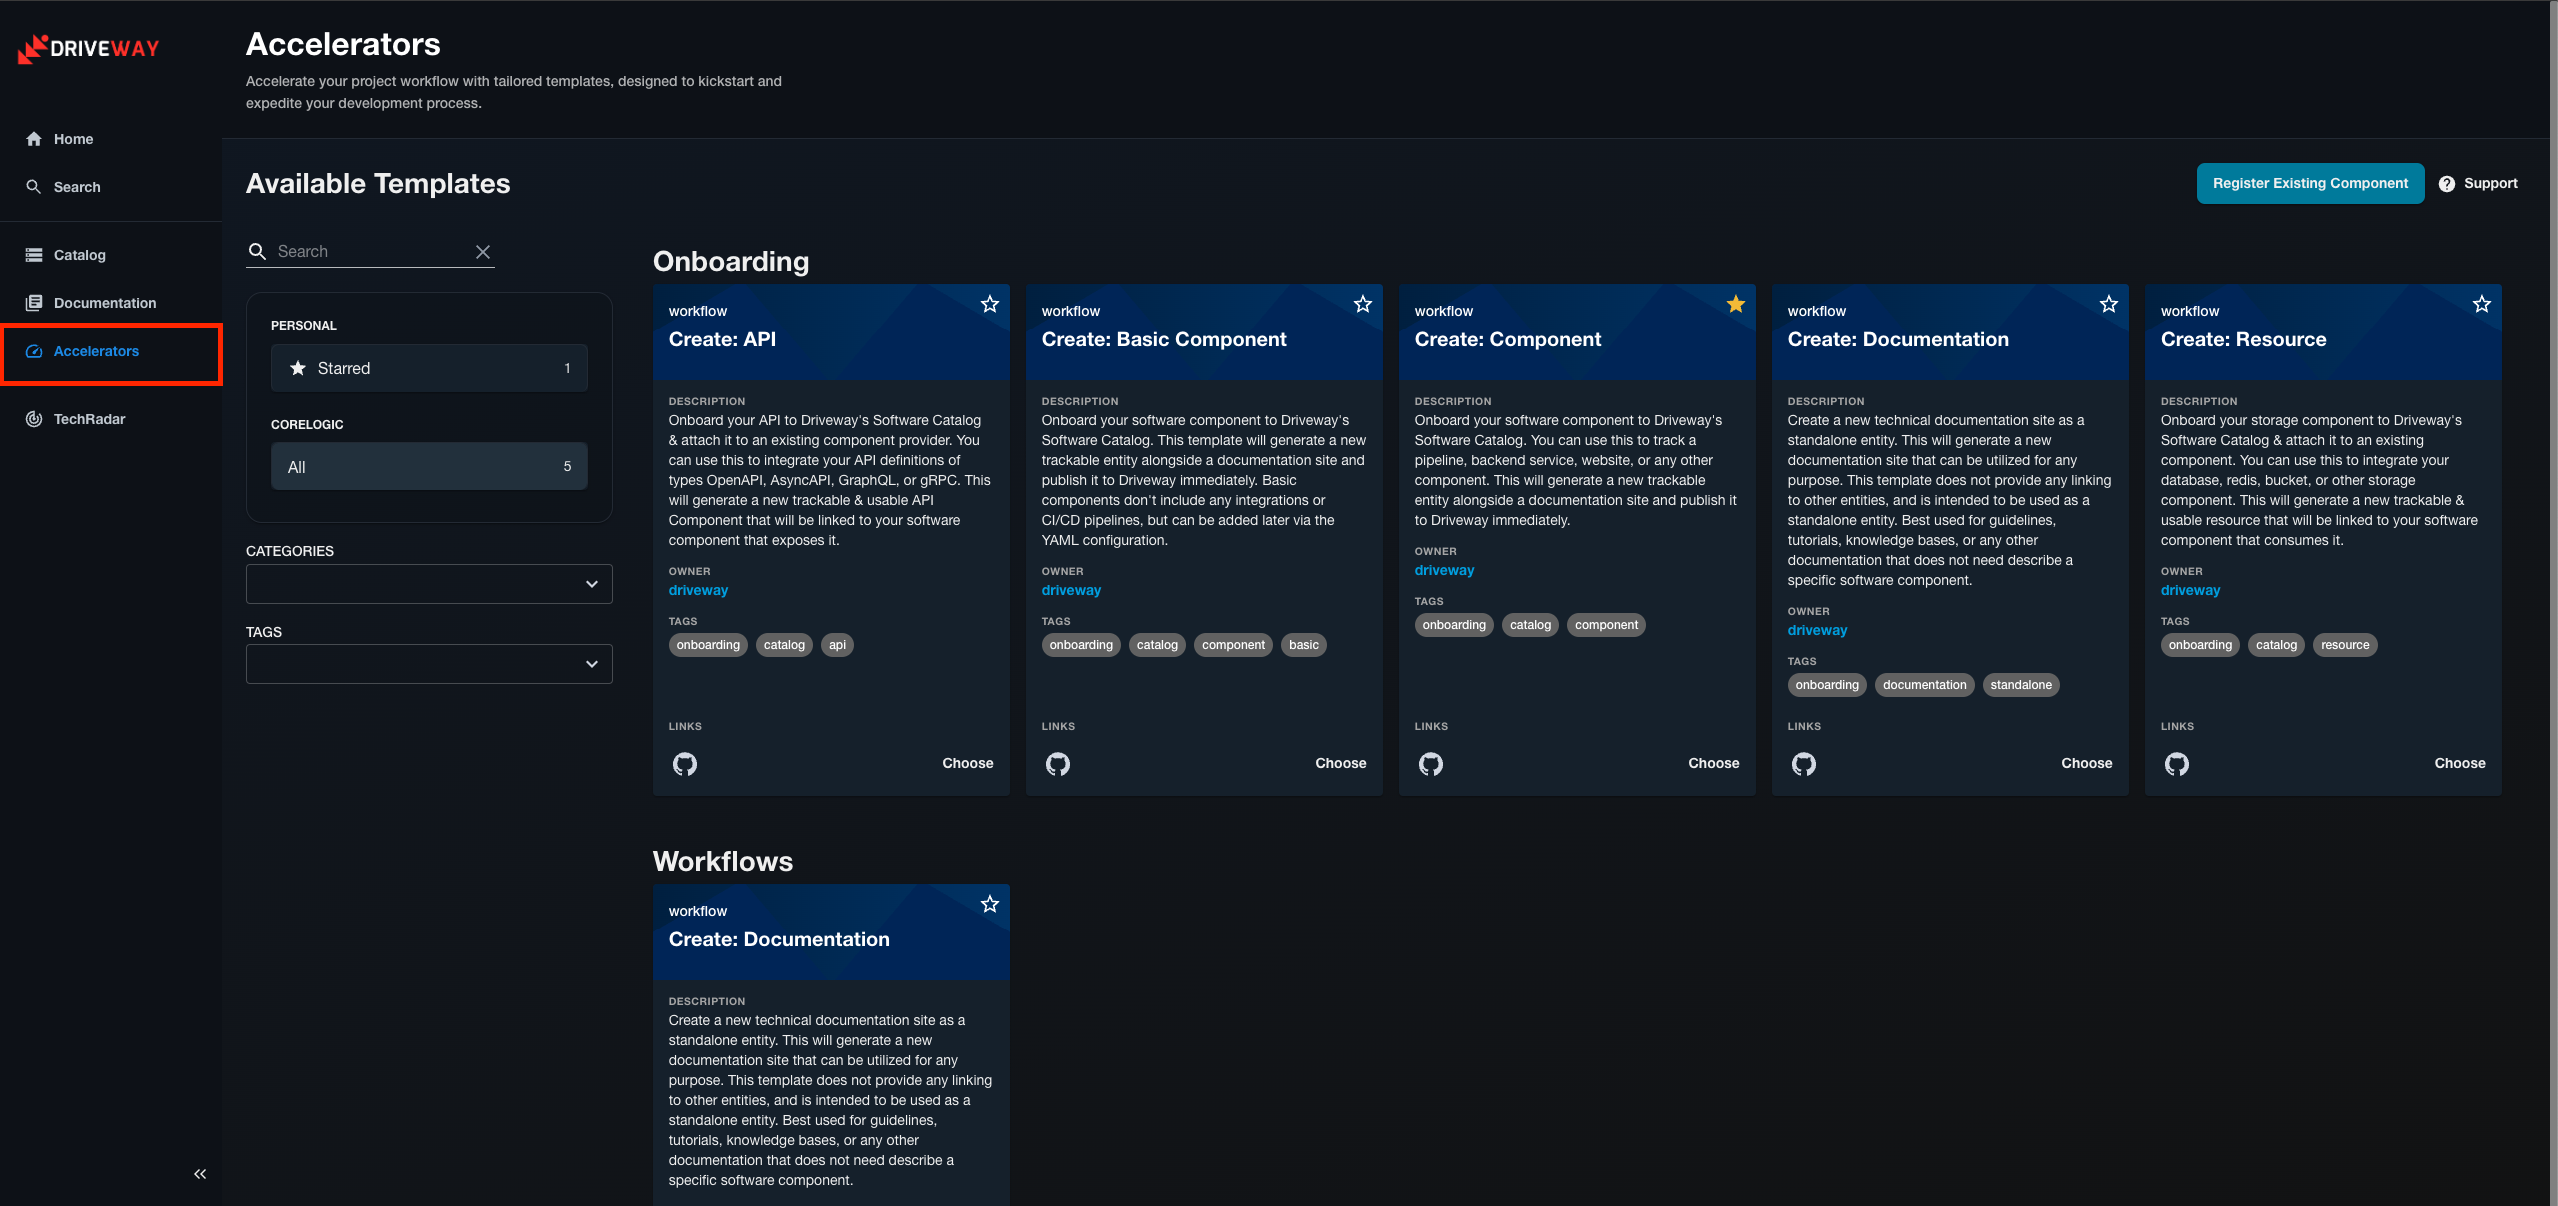 DRIVEWAY
Home
Search
Catalog
Documentation
Accelerators
TechRadar
Accelerators
Accelerate your project workflow with tailored templates, designed to kickstart and
expedite your development process.
Available Templates
Register Existing Component
Support
Search
PERSONAL
Starred 1
CORELOGIC
All 5
CATEGORIES
TAGS
Onboarding
workflow
Create: API
DESCRIPTION
Onboard your API to Driveway's Software Catalog
& attach it to an existing component provider. You
can use this to integrate your API definitions of
types OpenAPI, AsyncAPI, GraphQL, or gRPC. This
will generate a new trackable & usable API
Component that will be linked to your software
component that exposes it.
OWNER
driveway
TAGS
onboarding catalog api
LINKS
Choose
workflow
Create: Basic Component
DESCRIPTION
Onboard your software component to Driveway's
Software Catalog. This template will generate a new
trackable entity alongside a documentation site and
publish it to Driveway immediately. Basic
components don't include any integrations or
CI/CD pipelines, but can be added later via the
YAML configuration.
OWNER
driveway
TAGS
onboarding catalog component basic
LINKS
Choose
workflow
Create: Component
DESCRIPTION
Onboard your software component to Driveway's
Software Catalog. You can use this to track a
pipeline, backend service, website, or any other
component. This will generate a new trackable
entity alongside a documentation site and publish it
to Driveway immediately.
OWNER
driveway
TAGS
onboarding catalog component
LINKS
Choose
workflow
Create: Documentation
DESCRIPTION
Create a new technical documentation site as a
standalone entity. This will generate a new
documentation site that can be utilized for any
purpose. This template does not provide any linking
to other entities, and is intended to be used as a
standalone entity. Best used for guidelines,
tutorials, knowledge bases, or any other
documentation that does not need describe a
specific software component.
OWNER
driveway
TAGS
onboarding documentation standalone
LINKS
Choose
workflow
Create: Resource
DESCRIPTION
Onboard your storage component to Driveway's
Software Catalog & attach it to an existing
component. You can use this to integrate your
database, redis, bucket, or other storage
component. This will generate a new trackable &
usable resource that will be linked to your software
component that consumes it.
OWNER
driveway
TAGS
onboarding catalog resource
LINKS
Choose
Workflows
workflow
Create: Documentation
DESCRIPTION
Create a new technical documentation site as a
standalone entity. This will generate a new
documentation site that can be utilized for any
purpose. This template does not provide any linking
to other entities, and is intended to be used as a
standalone entity. Best used for guidelines,
tutorials, knowledge bases, or any other
documentation that does not need describe a
specific software component.